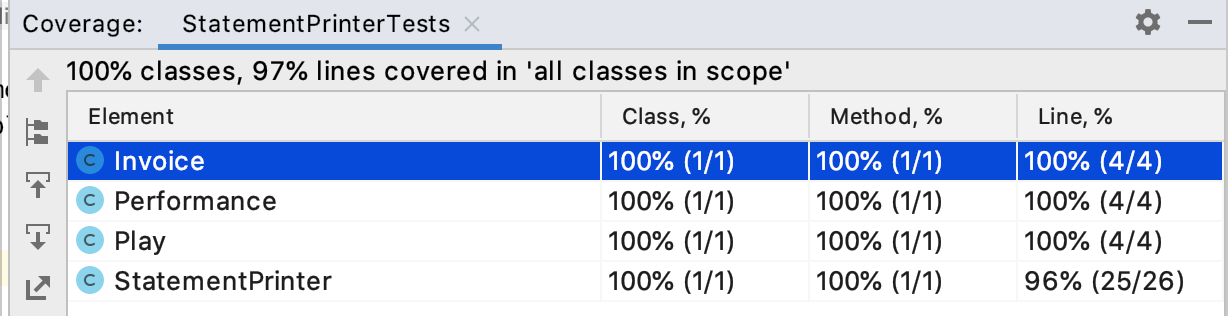 Coverage: StatementPrinterTests
100% classes, 97% lines covered in 'all classes in scope'
Element Class, % Method, % Line, %
C Invoice 100% (1/1) 100% (1/1) 100% (4/4)
C Performance 100% (1/1) 100% (1/1) 100% (4/4)
C Play 100% (1/1) 100% (1/1) 100% (4/4)
C StatementPrinter 100% (1/1) 100% (1/1) 96% (25/26)